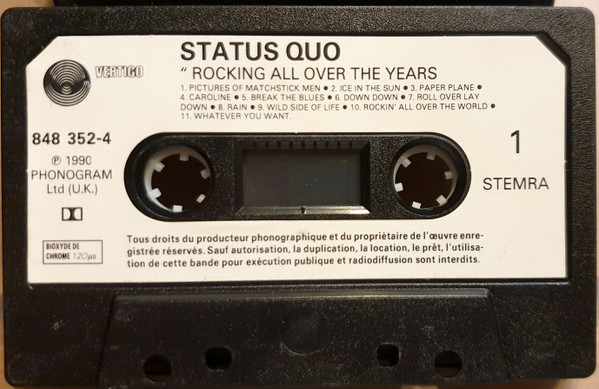 STATUS QUO
VERTIGO
“ ROCKING ALL OVER THE YEARS
1. PICTURES OF MATCHSTICK MEN ● 2. ICE IN THE SUN ● 3. PAPER PLANE ●
4. CAROLINE ● 5. BREAK THE BLUES ● 6. DOWN DOWN ● 7. ROLL OVER LAY
DOWN ● 8. RAIN ● 9. WILD SIDE OF LIFE ● 10. ROCKIN' ALL OVER THE WORLD ●
11. WHATEVER YOU WANT.
848 352-4
℗ 1990
PHONOGRAM
Ltd (U.K.)
1
STEMRA
BIOXYDE DE
CHROME 120µs
Tous droits du producteur phonographique et du propriétaire de l'œuvre enre-
gistrée réservés. Sauf autorisation, la duplication, la location, le prêt, l'utilisa-
tion de cette bande pour exécution publique et radiodiffusion sont interdits.